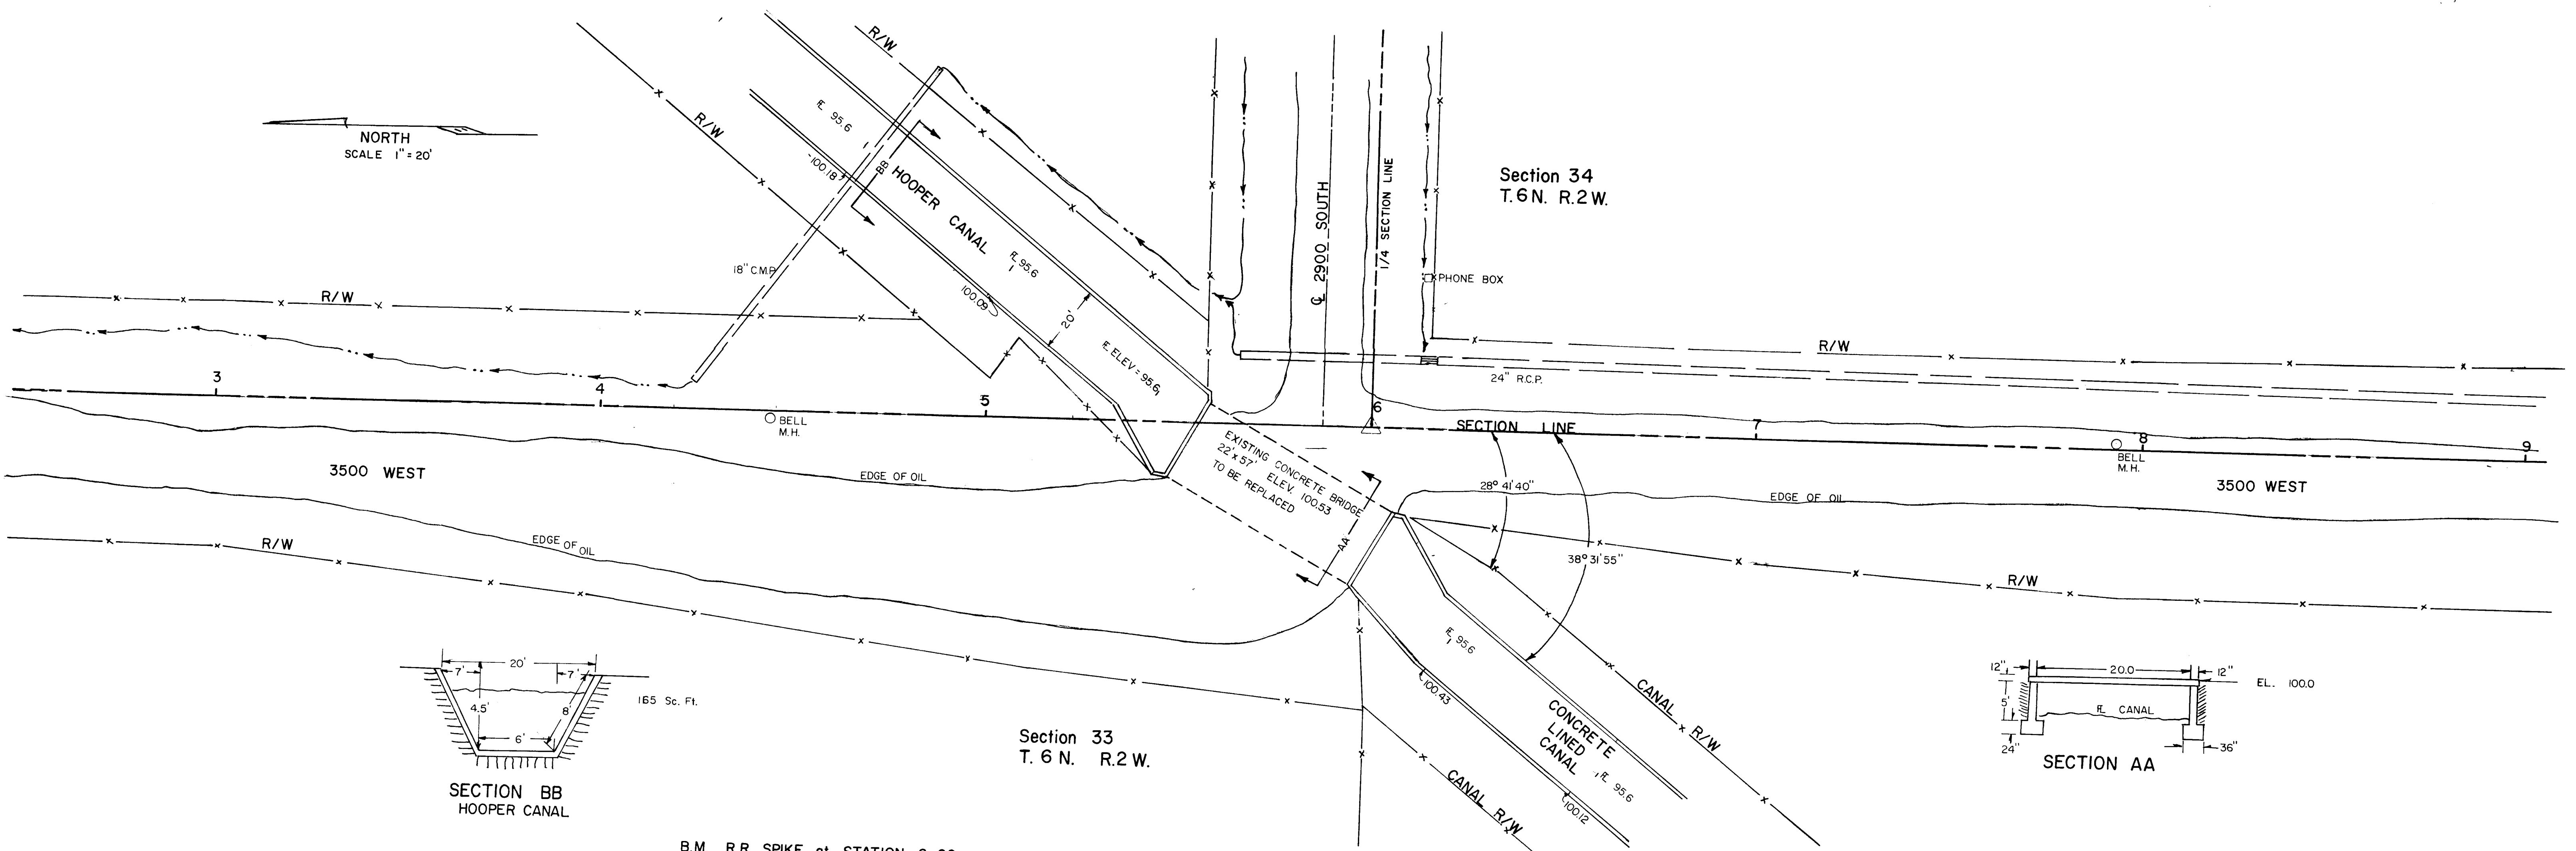 R/W
R/W
NORTH
SCALE 1" = 20'
℄ 95.6
-100.18
BB
HOOPER CANAL
18" C.M.P.
℄ 95.6
100.09
20'
℄ ELEV = 95.6
℄ 2900 SOUTH
1/4 SECTION LINE
Section 34
T. 6 N. R. 2 W.
PHONE BOX
R/W
R/W
24" R.C.P.
3
4
5
6
7
8
9
BELL
M.H.
SECTION LINE
BELL
M.H.
3500 WEST
EDGE OF OIL
EXISTING CONCRETE BRIDGE
22' x 57' ELEV. 100.53
TO BE REPLACED
AA
28° 41' 40"
38° 31' 55"
EDGE OF OIL
3500 WEST
R/W
EDGE OF OIL
R/W
℄ 95.6
100.43
CANAL R/W
CONCRETE
LINED
CANAL
℄ 95.6
100.12
CANAL R/W
20'
7'
7'
4.5'
8'
6'
165 Sc. Ft.
SECTION BB
HOOPER CANAL
Section 33
T. 6 N. R. 2 W.
12"
20.0
12"
EL. 100.0
5'
℄ CANAL
24"
36"
SECTION AA
B.M. R.R. SPIKE at STATION